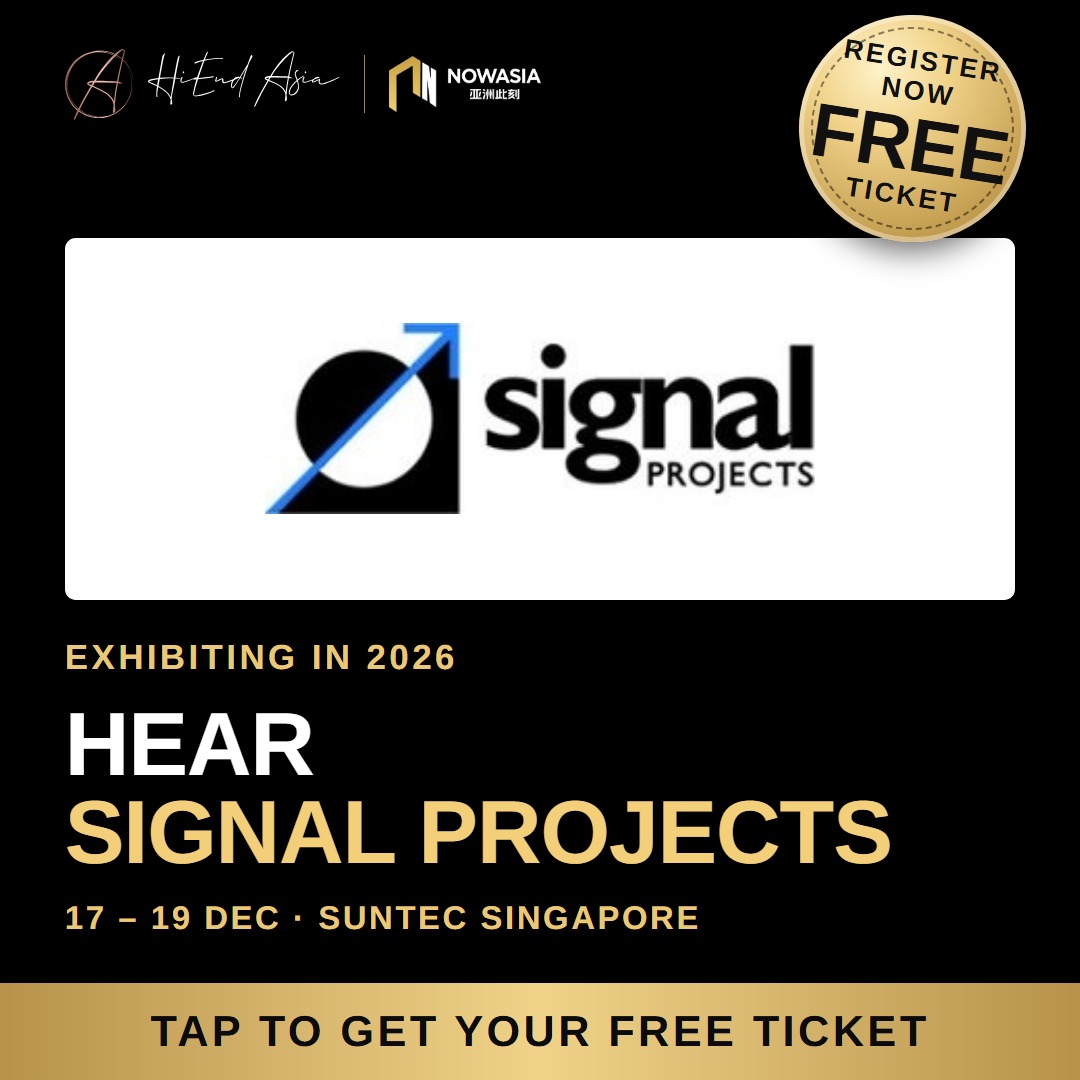 HiEnd Asia
NOWASIA
亚洲此刻
REGISTER
NOW
FREE
TICKET
signal
PROJECTS
EXHIBITING IN 2026
HEAR
SIGNAL PROJECTS
17 – 19 DEC · SUNTEC SINGAPORE
TAP TO GET YOUR FREE TICKET